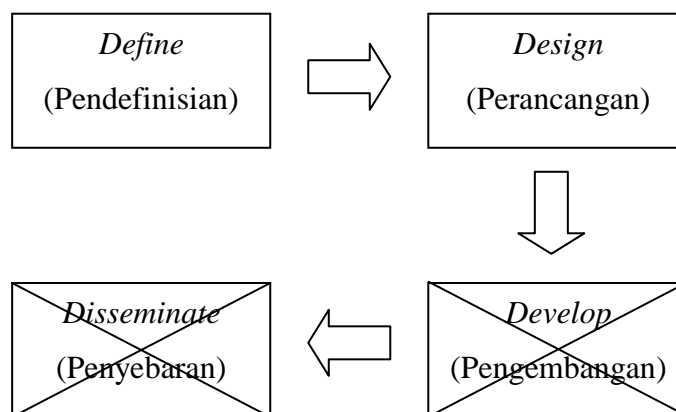 Define
(Pendefinisian)
Design
(Perancangan)
Disseminate
(Penyebaran)
Develop
(Pengembangan)